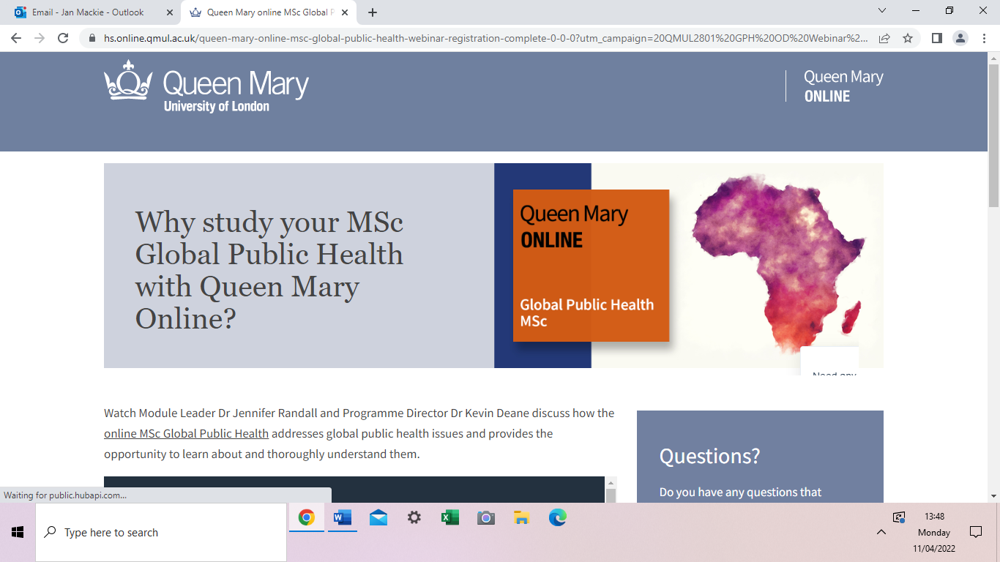 Email - Jan Mackie - Outlook
Queen Mary online MSc Global P
hs.online.qmul.ac.uk/queen-mary-online-msc-global-public-health-webinar-registration-complete-0-0-0?utm_campaign=20QMUL2801%20GPH%20OD%20Webinar%2...
Queen Mary
University of London
Queen Mary
ONLINE
Why study your MSc
Global Public Health
with Queen Mary
Online?
Queen Mary
ONLINE
Global Public Health
MSc
Need any
Watch Module Leader Dr Jennifer Randall and Programme Director Dr Kevin Deane discuss how the
online MSc Global Public Health addresses global public health issues and provides the
opportunity to learn about and thoroughly understand them.
Questions?
Do you have any questions that
Waiting for public.hubapi.com...
Type here to search
13:48
Monday
11/04/2022